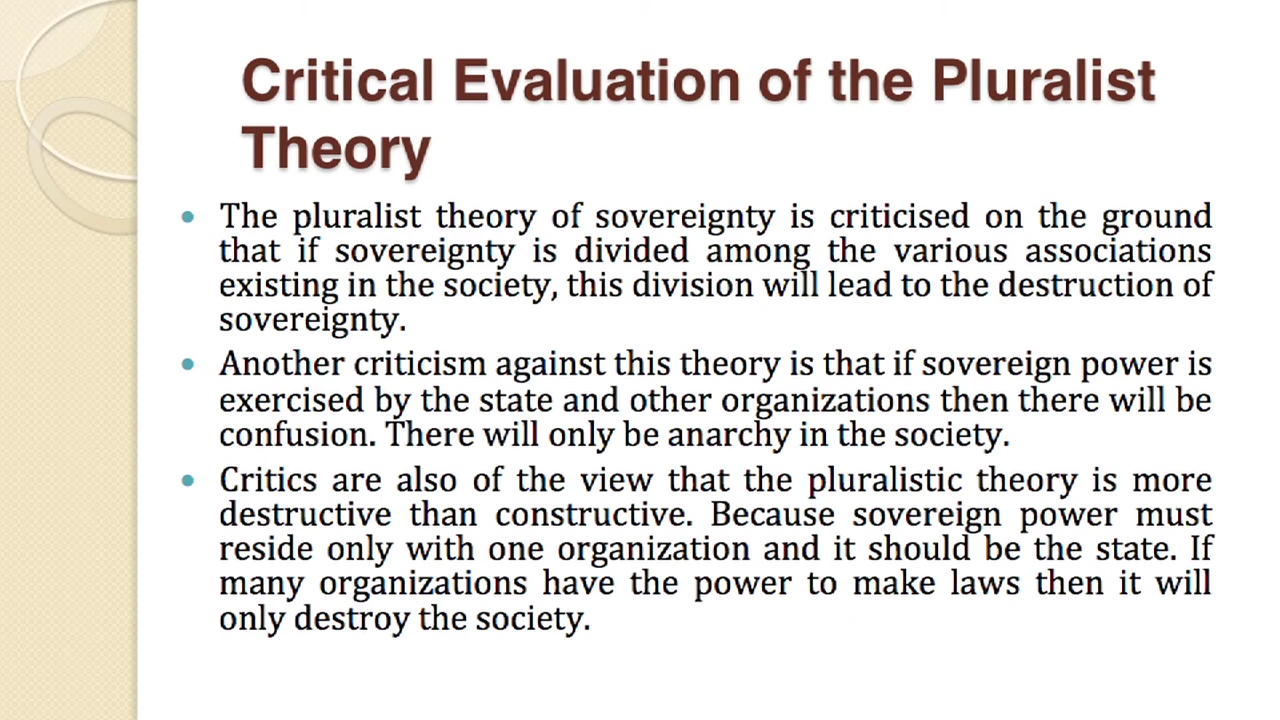 Critical Evaluation of the Pluralist
Theory
• The pluralist theory of sovereignty is criticised on the ground
that if sovereignty is divided among the various associations
existing in the society, this division will lead to the destruction of
sovereignty.
• Another criticism against this theory is that if sovereign power is
exercised by the state and other organizations then there will be
confusion. There will only be anarchy in the society.
• Critics are also of the view that the pluralistic theory is more
destructive than constructive. Because sovereign power must
reside only with one organization and it should be the state. If
many organizations have the power to make laws then it will
only destroy the society.